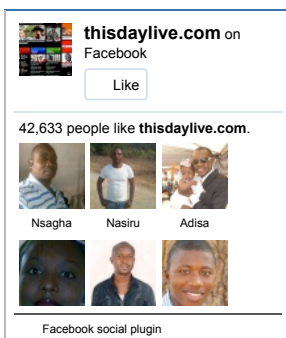 thisdaylive.com on
Facebook
Like
42,633 people like thisdaylive.com.
Nsagha Nasiru Adisa
Facebook social plugin